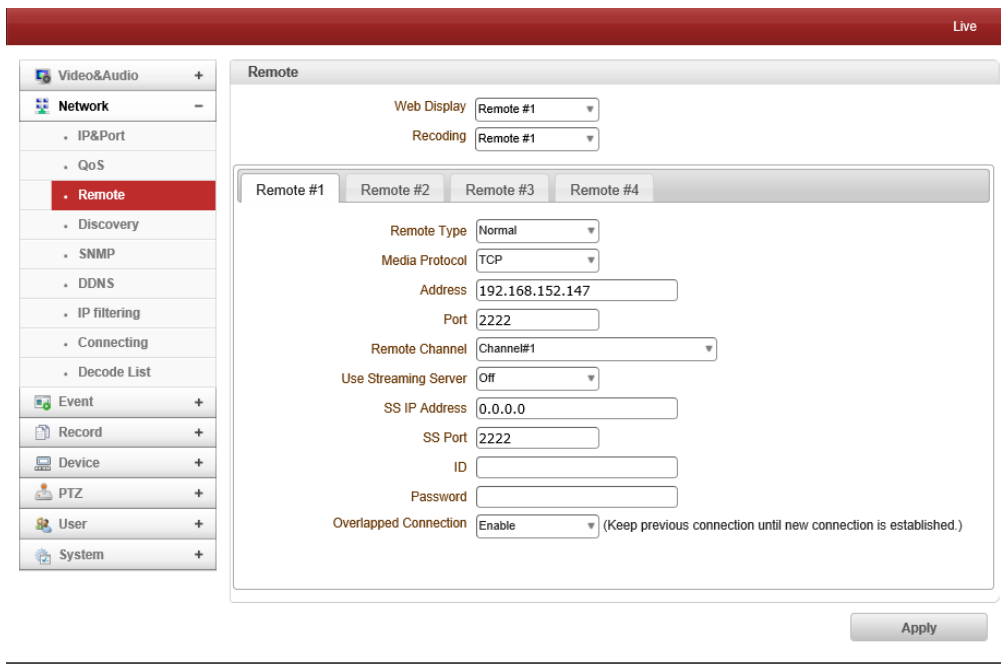 Live
Video&Audio +
Network −
IP&Port
QoS
Remote
Discovery
SNMP
DDNS
IP filtering
Connecting
Decode List
Event +
Record +
Device +
PTZ +
User +
System +
Remote
Web Display Remote #1
Recoding Remote #1
Remote #1 Remote #2 Remote #3 Remote #4
Remote Type Normal
Media Protocol TCP
Address 192.168.152.147
Port 2222
Remote Channel Channel#1
Use Streaming Server Off
SS IP Address 0.0.0.0
SS Port 2222
ID
Password
Overlapped Connection Enable (Keep previous connection until new connection is established.)
Apply